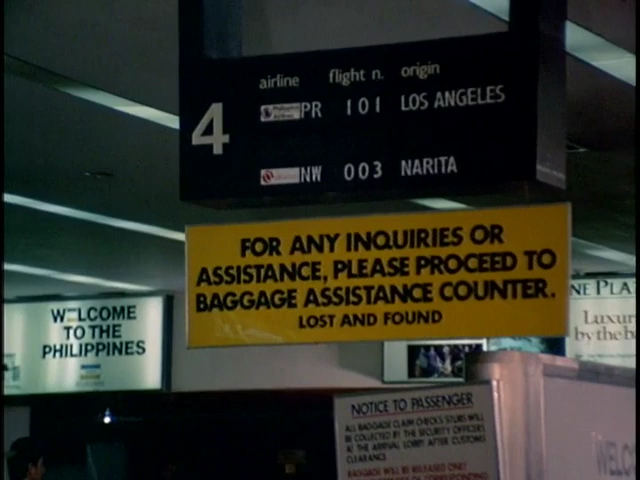 airline flight n. origin
4
PR 101 LOS ANGELES
NW 003 NARITA
FOR ANY INQUIRIES OR
ASSISTANCE, PLEASE PROCEED TO
BAGGAGE ASSISTANCE COUNTER.
LOST AND FOUND
WELCOME
TO THE
PHILIPPINES
NE PLA
Luxur
by the b
NOTICE TO PASSENGER
ALL BAGGAGE CLAIM CHECKS/STUBS WILL
BE COLLECTED BY THE SECURITY OFFICERS
AT THE ARRIVAL LOBBY AFTER CUSTOMS
CLEARANCE
BAGGAGE WILL BE RELEASED ONLY
WELCO